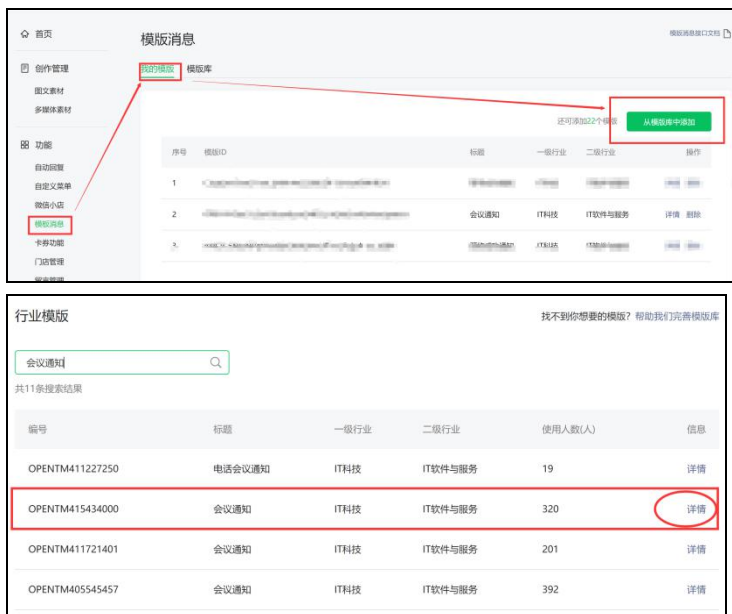 首页
模版消息
模版消息接口文档
创作管理
我的模版 模版库
图文素材
多媒体素材
还可添加22个模版 从模版库中添加
功能
序号 模版ID 标题 一级行业 二级行业 操作
自动回复
1
自定义菜单
微信小店
2 会议通知 IT科技 IT软件与服务 详情 删除
模版消息
卡券功能
3
门店管理
行业模版
找不到你想要的模版？帮助我们完善模版库
会议通知
共11条搜索结果
编号 标题 一级行业 二级行业 使用人数(人) 信息
OPENTM411227250 电话会议通知 IT科技 IT软件与服务 19 详情
OPENTM415434000 会议通知 IT科技 IT软件与服务 320 详情
OPENTM411721401 会议通知 IT科技 IT软件与服务 201 详情
OPENTM405545457 会议通知 IT科技 IT软件与服务 392 详情